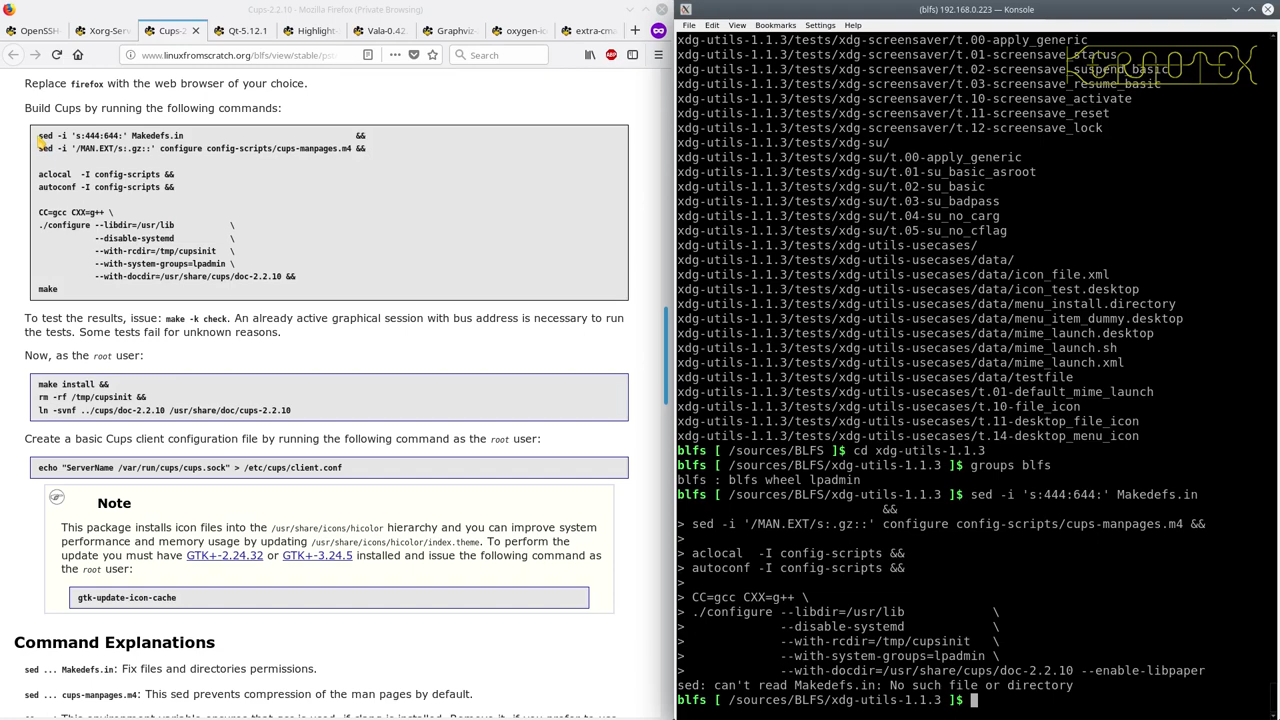 Cups-2.2.10 - Mozilla Firefox (Private Browsing)
OpenSSH
Xorg-Serv
Cups-2
Qt-5.12.1
Highlight-
Vala-0.42.
Graphviz-
oxygen-ic
extra-cma
www.linuxfromscratch.org/blfs/view/stable/pst
Search
Replace firefox with the web browser of your choice.
Build Cups by running the following commands:
sed -i 's:444:644:' Makedefs.in &&
sed -i '/MAN.EXT/s:.gz::' configure config-scripts/cups-manpages.m4 &&
aclocal -I config-scripts &&
autoconf -I config-scripts &&
CC=gcc CXX=g++ \
./configure --libdir=/usr/lib \
--disable-systemd \
--with-rcdir=/tmp/cupsinit \
--with-system-groups=lpadmin \
--with-docdir=/usr/share/cups/doc-2.2.10 &&
make
To test the results, issue: make -k check. An already active graphical session with bus address is necessary to run
the tests. Some tests fail for unknown reasons.
Now, as the root user:
make install &&
rm -rf /tmp/cupsinit &&
ln -svnf ../cups/doc-2.2.10 /usr/share/doc/cups-2.2.10
Create a basic Cups client configuration file by running the following command as the root user:
echo "ServerName /var/run/cups/cups.sock" > /etc/cups/client.conf
Note
This package installs icon files into the /usr/share/icons/hicolor hierarchy and you can improve system
performance and memory usage by updating /usr/share/icons/hicolor/index.theme. To perform the
update you must have GTK+-2.24.32 or GTK+-3.24.5 installed and issue the following command as
the root user:
gtk-update-icon-cache
Command Explanations
sed ... Makedefs.in: Fix files and directories permissions.
sed ... cups-manpages.m4: This sed prevents compression of the man pages by default.
(blfs) 192.168.0.223 — Konsole
File Edit View Bookmarks Settings Help
KEROOTEX
xdg-utils-1.1.3/tests/xdg-screensaver/t.00-apply_generic
xdg-utils-1.1.3/tests/xdg-screensaver/t.01-screensave_status
xdg-utils-1.1.3/tests/xdg-screensaver/t.02-screensave_suspend_basic
xdg-utils-1.1.3/tests/xdg-screensaver/t.03-screensave_resume_basic
xdg-utils-1.1.3/tests/xdg-screensaver/t.10-screensave_activate
xdg-utils-1.1.3/tests/xdg-screensaver/t.11-screensave_reset
xdg-utils-1.1.3/tests/xdg-screensaver/t.12-screensave_lock
xdg-utils-1.1.3/tests/xdg-su/
xdg-utils-1.1.3/tests/xdg-su/t.00-apply_generic
xdg-utils-1.1.3/tests/xdg-su/t.01-su_basic_asroot
xdg-utils-1.1.3/tests/xdg-su/t.02-su_basic
xdg-utils-1.1.3/tests/xdg-su/t.03-su_badpass
xdg-utils-1.1.3/tests/xdg-su/t.04-su_no_carg
xdg-utils-1.1.3/tests/xdg-su/t.05-su_no_cflag
xdg-utils-1.1.3/tests/xdg-utils-usecases/
xdg-utils-1.1.3/tests/xdg-utils-usecases/data/
xdg-utils-1.1.3/tests/xdg-utils-usecases/data/icon_file.xml
xdg-utils-1.1.3/tests/xdg-utils-usecases/data/icon_test.desktop
xdg-utils-1.1.3/tests/xdg-utils-usecases/data/menu_install.directory
xdg-utils-1.1.3/tests/xdg-utils-usecases/data/menu_item_dummy.desktop
xdg-utils-1.1.3/tests/xdg-utils-usecases/data/mime_launch.desktop
xdg-utils-1.1.3/tests/xdg-utils-usecases/data/mime_launch.sh
xdg-utils-1.1.3/tests/xdg-utils-usecases/data/mime_launch.xml
xdg-utils-1.1.3/tests/xdg-utils-usecases/data/testfile
xdg-utils-1.1.3/tests/xdg-utils-usecases/t.01-default_mime_launch
xdg-utils-1.1.3/tests/xdg-utils-usecases/t.10-file_icon
xdg-utils-1.1.3/tests/xdg-utils-usecases/t.11-desktop_file_icon
xdg-utils-1.1.3/tests/xdg-utils-usecases/t.14-desktop_menu_icon
blfs [ /sources/BLFS ]$ cd xdg-utils-1.1.3
blfs [ /sources/BLFS/xdg-utils-1.1.3 ]$ groups blfs
blfs : blfs wheel lpadmin
blfs [ /sources/BLFS/xdg-utils-1.1.3 ]$ sed -i 's:444:644:' Makedefs.in
&&
> sed -i '/MAN.EXT/s:.gz::' configure config-scripts/cups-manpages.m4 &&
>
> aclocal -I config-scripts &&
> autoconf -I config-scripts &&
>
> CC=gcc CXX=g++ \
> ./configure --libdir=/usr/lib \
> --disable-systemd \
> --with-rcdir=/tmp/cupsinit \
> --with-system-groups=lpadmin \
> --with-docdir=/usr/share/cups/doc-2.2.10 --enable-libpaper
sed: can't read Makedefs.in: No such file or directory
blfs [ /sources/BLFS/xdg-utils-1.1.3 ]$